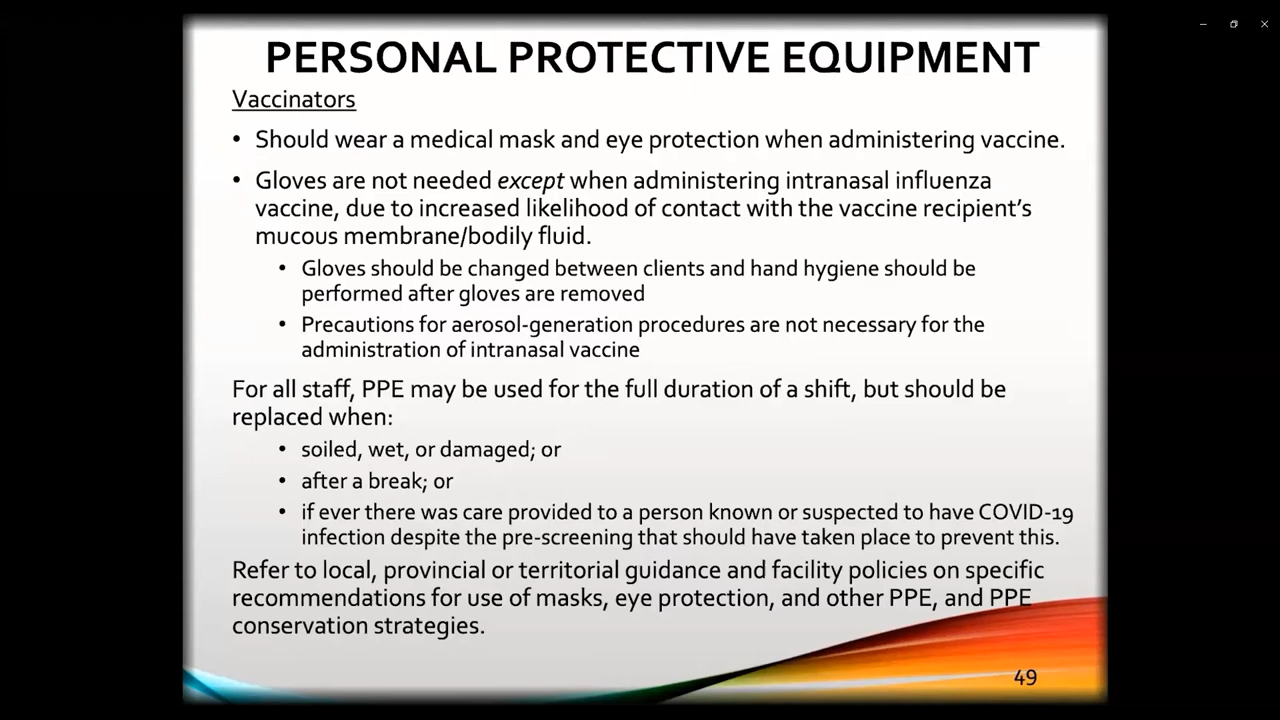 PERSONAL PROTECTIVE EQUIPMENT
Vaccinators
• Should wear a medical mask and eye protection when administering vaccine.
• Gloves are not needed except when administering intranasal influenza
vaccine, due to increased likelihood of contact with the vaccine recipient's
mucous membrane/bodily fluid.
• Gloves should be changed between clients and hand hygiene should be
performed after gloves are removed
• Precautions for aerosol-generation procedures are not necessary for the
administration of intranasal vaccine
For all staff, PPE may be used for the full duration of a shift, but should be
replaced when:
• soiled, wet, or damaged; or
• after a break; or
• if ever there was care provided to a person known or suspected to have COVID-19
infection despite the pre-screening that should have taken place to prevent this.
Refer to local, provincial or territorial guidance and facility policies on specific
recommendations for use of masks, eye protection, and other PPE, and PPE
conservation strategies.
49